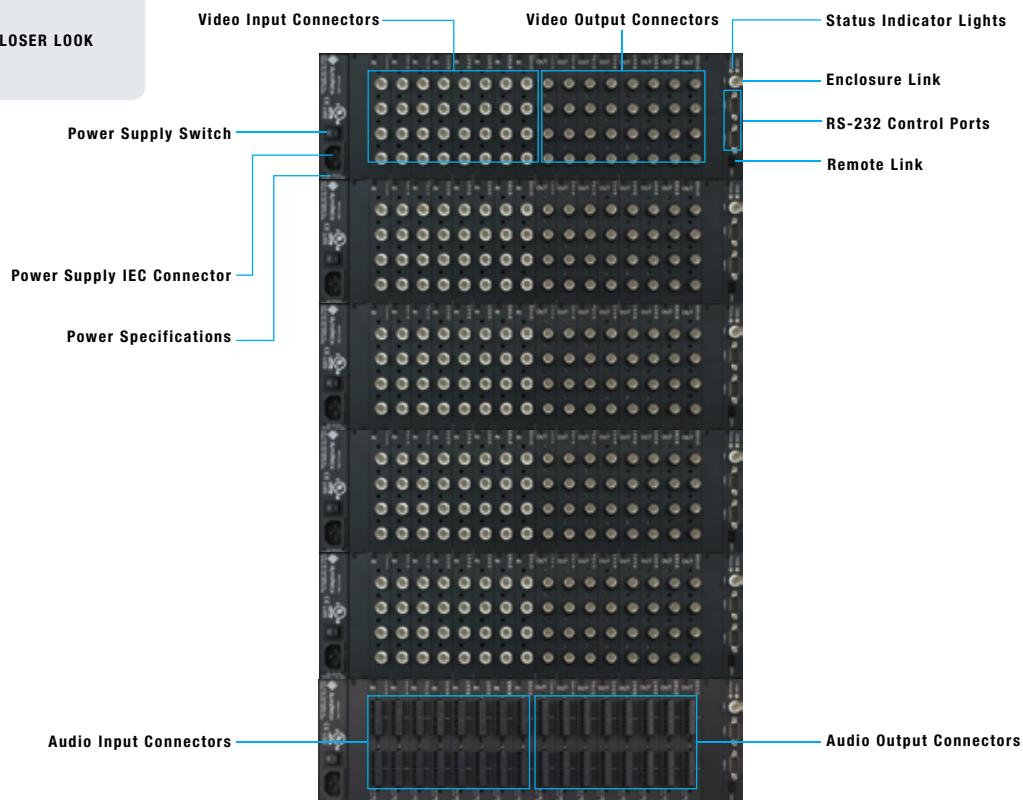 LOSER LOOK
Video Input Connectors
Video Output Connectors
Status Indicator Lights
Enclosure Link
RS-232 Control Ports
Remote Link
Power Supply Switch
Power Supply IEC Connector
Power Specifications
Audio Input Connectors
Audio Output Connectors